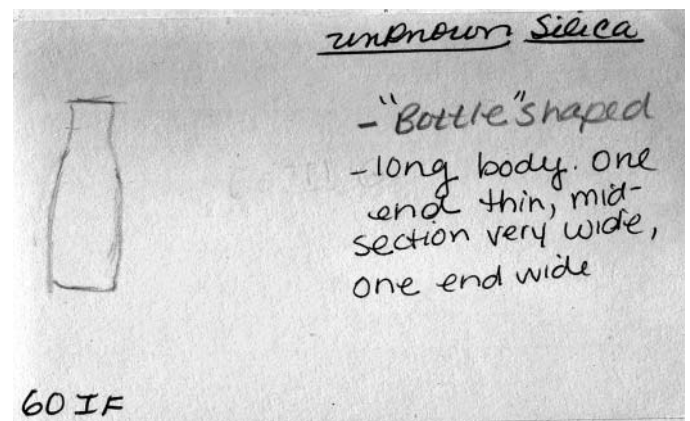 unknown Silica
- "Bottle" shaped
- long body. One
end thin, mid-
section very wide,
one end wide
60 IF